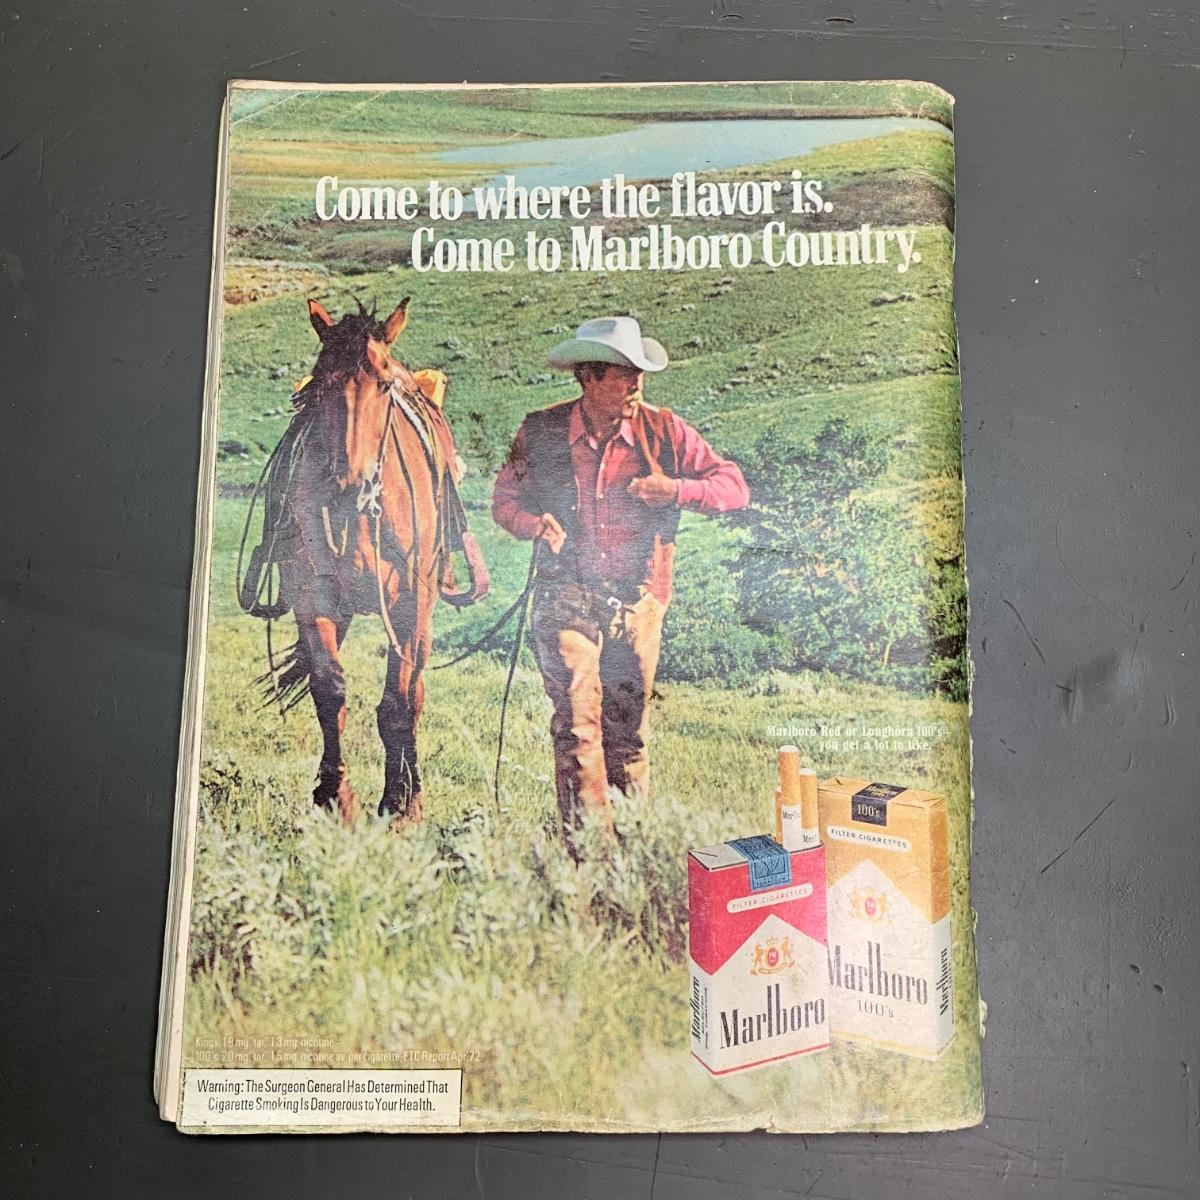 Come to where the flavor is.
Come to Marlboro Country.
Marlboro Red or Longhorn 100's—
you get a lot to like.
100's
FILTER CIGARETTES
Marlboro
100's
Marlboro
FILTER CIGARETTES
Marlboro
Marlboro
Kings: 19 mg. "tar," 1.3 mg. nicotine
100's: 20 mg. "tar," 1.5 mg. nicotine av. per cigarette, FTC Report Apr. '72
Warning: The Surgeon General Has Determined That
Cigarette Smoking Is Dangerous to Your Health.